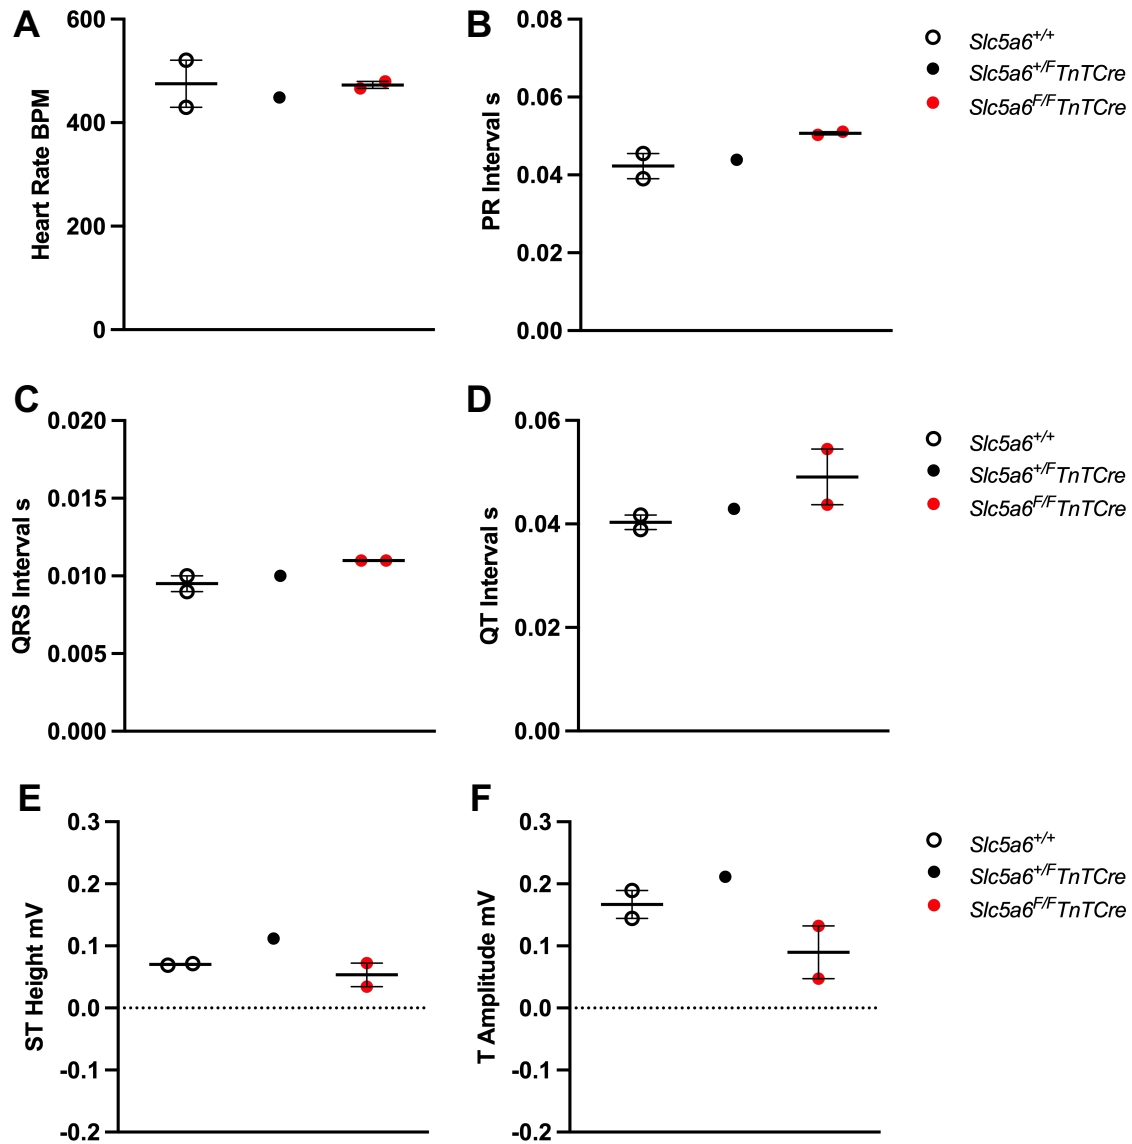 A
600
400
200
0
Heart Rate BPM
B
0.08
0.06
0.04
0.02
0.00
PR Interval s
Slc5a6+/+
Slc5a6+/FTnTCre
Slc5a6F/FTnTCre
C
0.020
0.015
0.010
0.005
0.000
QRS Interval s
D
0.06
0.04
0.02
0.00
QT Interval s
Slc5a6+/+
Slc5a6+/FTnTCre
Slc5a6F/FTnTCre
E
0.3
0.2
0.1
0.0
-0.1
-0.2
ST Height mV
F
0.3
0.2
0.1
0.0
-0.1
-0.2
T Amplitude mV
Slc5a6+/+
Slc5a6+/FTnTCre
Slc5a6F/FTnTCre